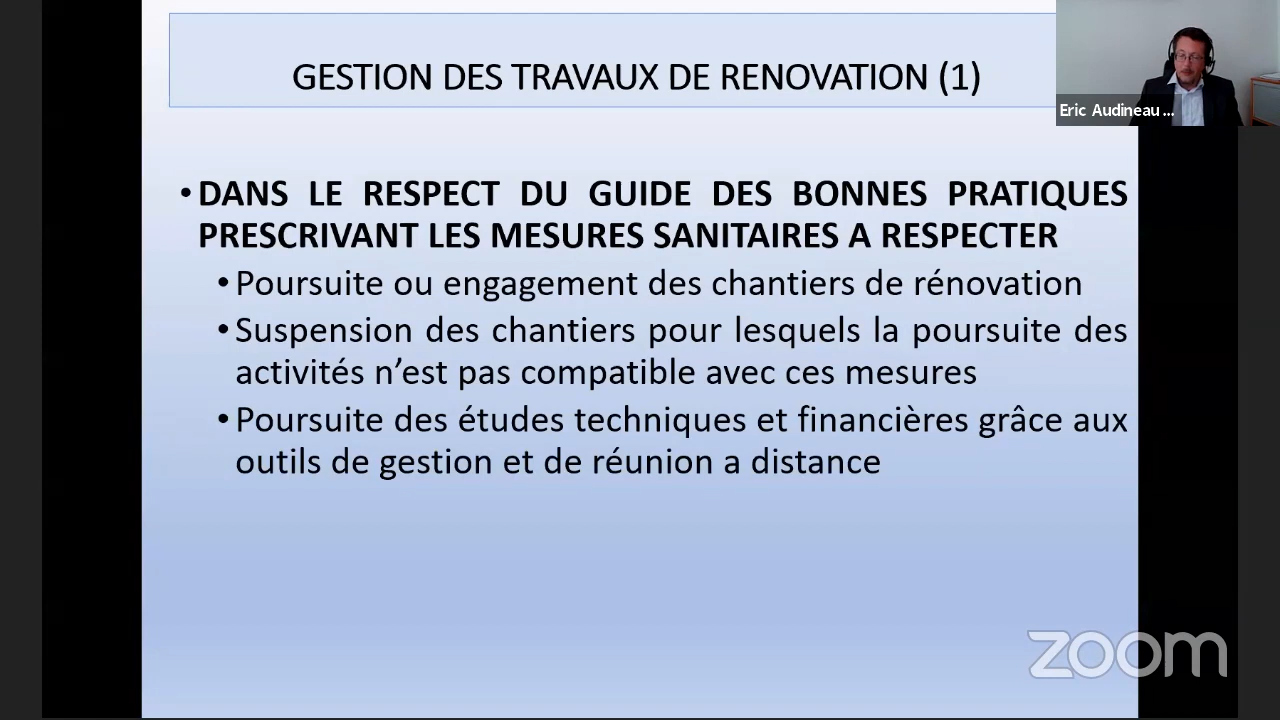 GESTION DES TRAVAUX DE RENOVATION (1)
Eric Audineau ...
• DANS LE RESPECT DU GUIDE DES BONNES PRATIQUES
PRESCRIVANT LES MESURES SANITAIRES A RESPECTER
• Poursuite ou engagement des chantiers de rénovation
• Suspension des chantiers pour lesquels la poursuite des
activités n’est pas compatible avec ces mesures
• Poursuite des études techniques et financières grâce aux
outils de gestion et de réunion a distance
zoom